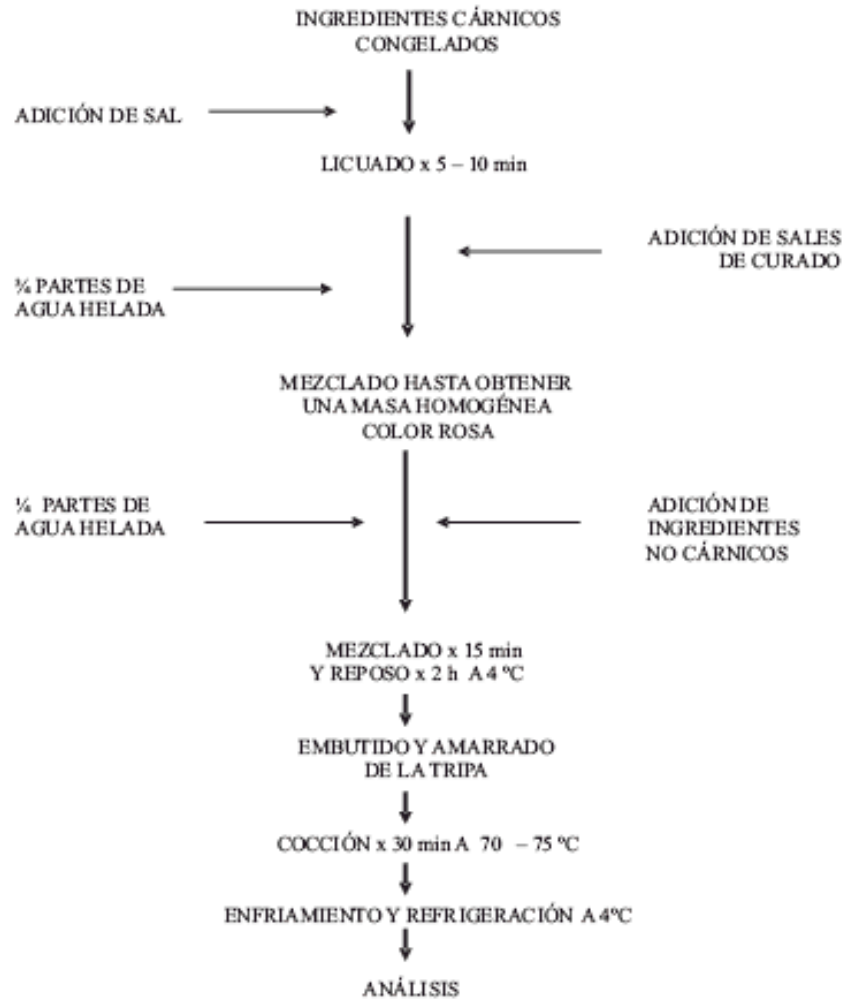 INGREDIENTES CÁRNICOS
CONGELADOS
ADICIÓN DE SAL
LICUADO x 5 – 10 min
ADICIÓN DE SALES
DE CURADO
¾ PARTES DE
AGUA HELADA
MEZCLADO HASTA OBTENER
UNA MASA HOMOGÉNEA
COLOR ROSA
¼ PARTES DE
AGUA HELADA
ADICIÓN DE
INGREDIENTES
NO CÁRNICOS
MEZCLADO x 15 min
Y REPOSO x 2 h A 4 ºC
EMBUTIDO Y AMARRADO
DE LA TRIPA
COCCIÓN x 30 min A 70 – 75 ºC
ENFRIAMIENTO Y REFRIGERACIÓN A 4ºC
ANÁLISIS